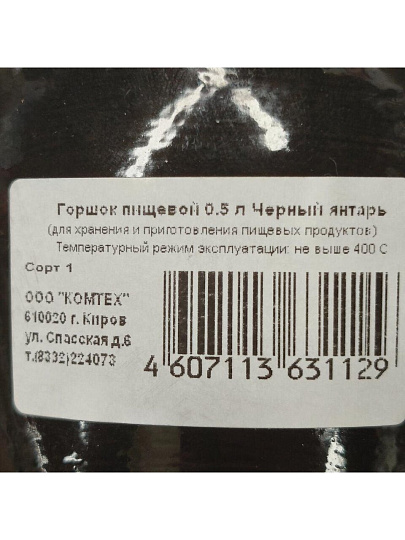 Горшок пищевой 0.5 л Черный янтарь
(для хранения и приготовления пищевых продуктов)
Температурный режим эксплуатации: не выше 400 С
Сорт 1
ООО "КОМТЕХ"
610020 г. Киров
ул. Спасская д.6
т.(8332)224073
4 607113 631129